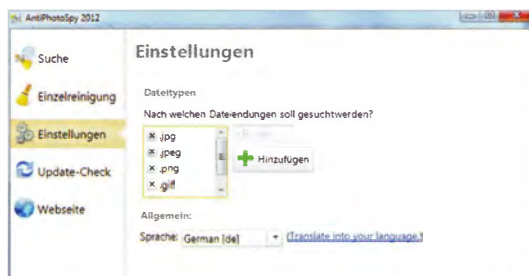 AntiPhotoSpy 2012
Suche
Einzelreinigung
Einstellungen
Update-Check
Webseite
Einstellungen
Dateitypen
Nach welchen Dateiendungen soll gesuchtwerden?
.jpg
.jpeg
.png
.gif
Hinzufügen
Allgemein:
Sprache: German [de] (Translate into your language!)